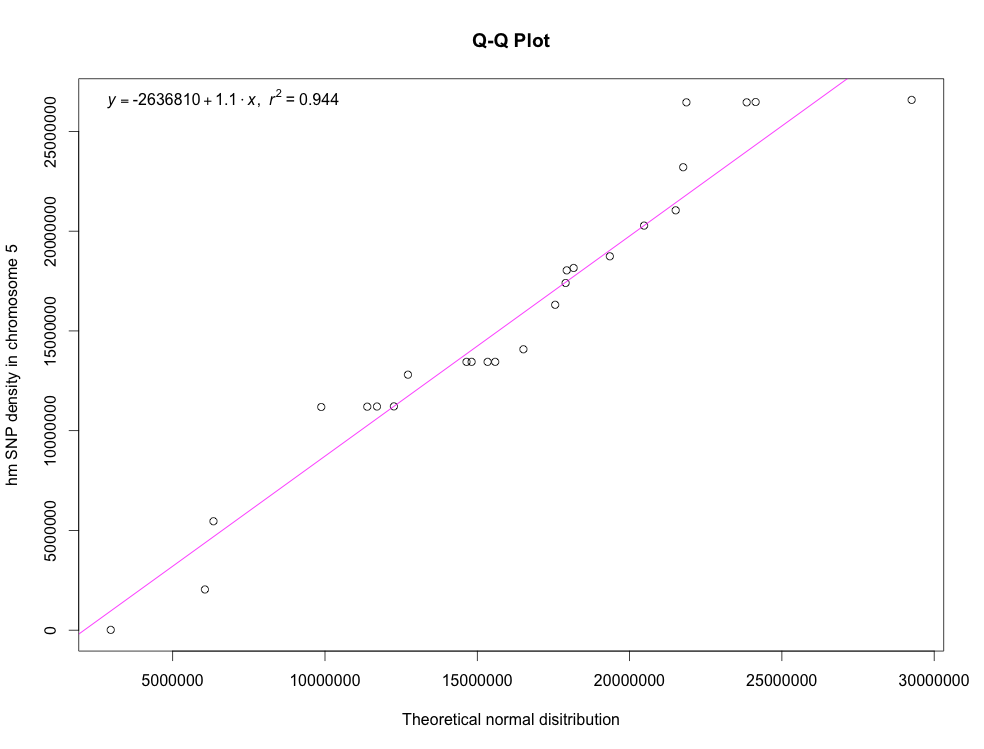 Q-Q Plot
y = -2636810 + 1.1 · x, r² = 0.944
hm SNP density in chromosome 5
25000000
20000000
15000000
10000000
5000000
0
5000000 10000000 15000000 20000000 25000000 30000000
Theoretical normal disitribution